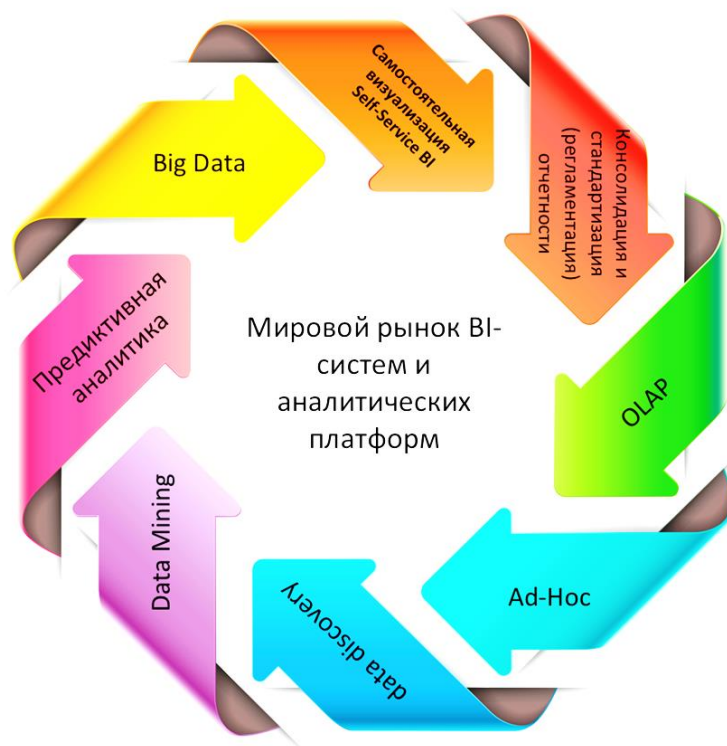 Самостоятельная
визуализация
Self-Service BI
Консолидация и
стандартизация
(регламентация)
отчетности
OLAP
Ad-Hoc
data discovery
Data Mining
Предиктивная
аналитика
Big Data
Мировой рынок BI-
систем и
аналитических
платформ